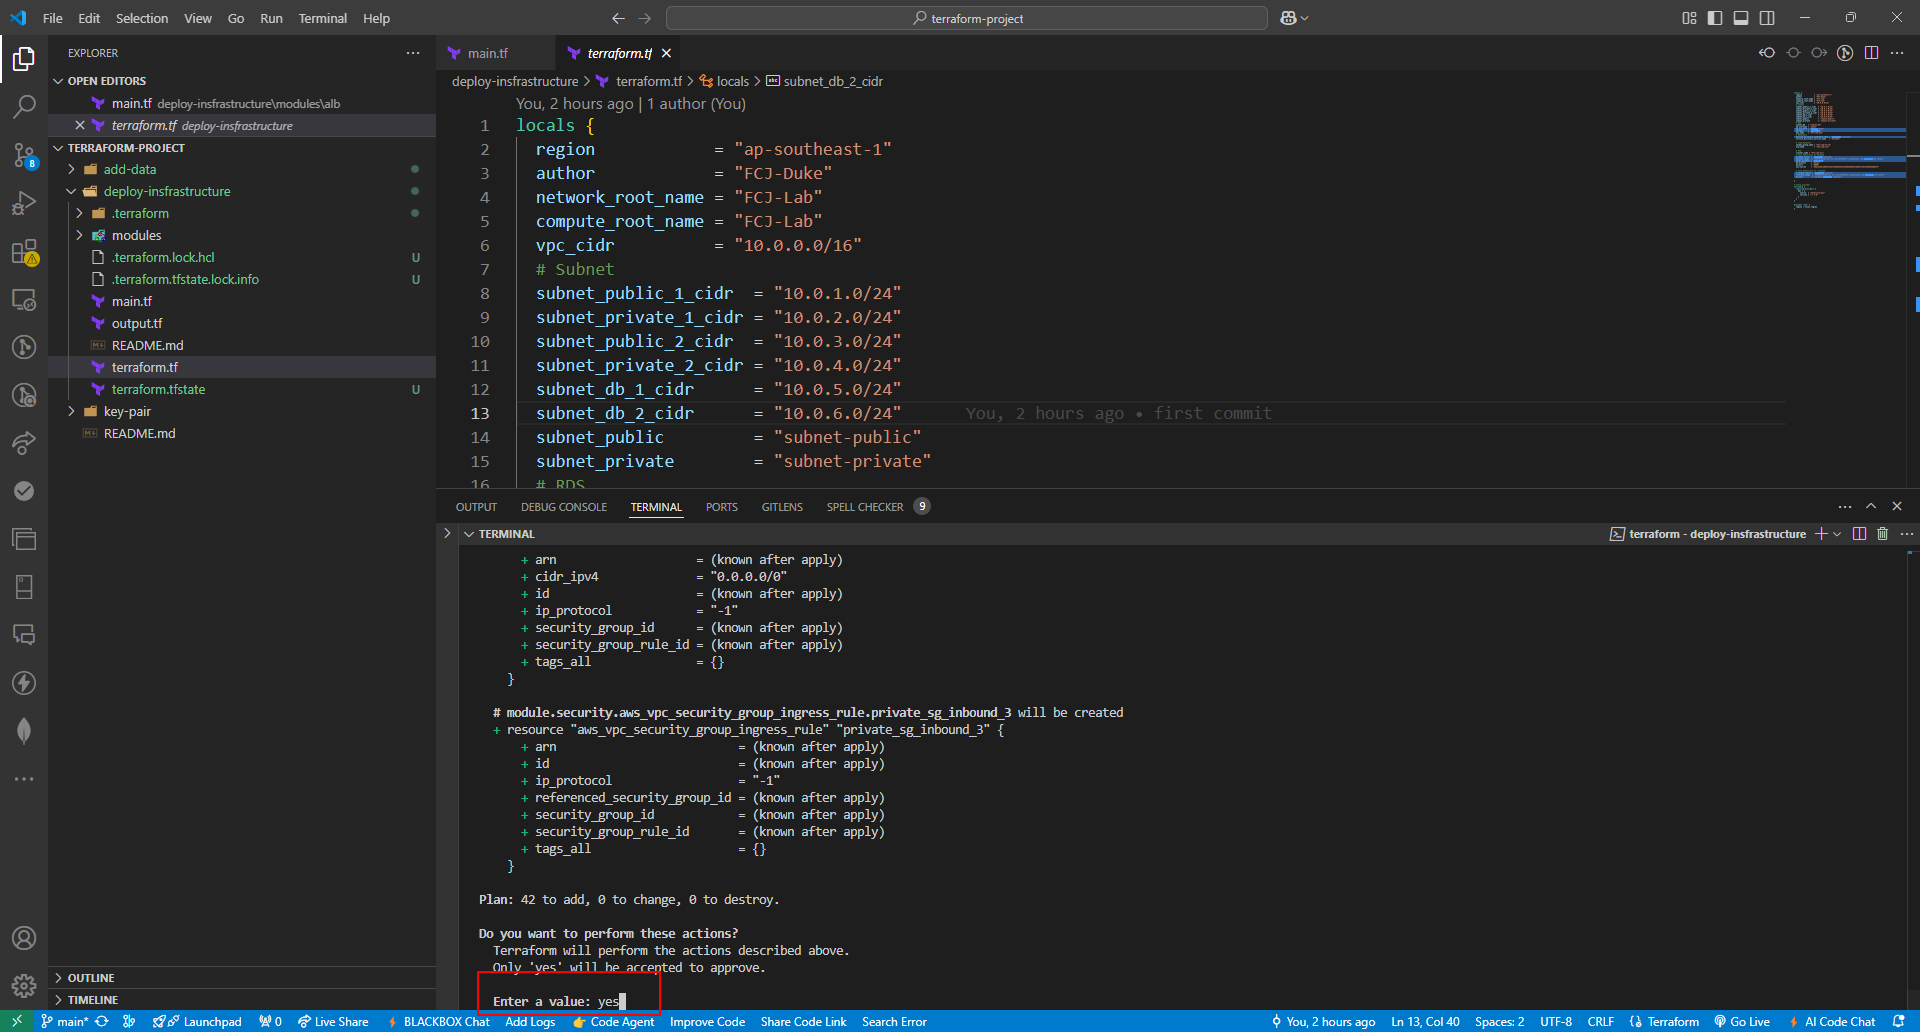 File Edit Selection View Go Run Terminal Help
terraform-project
EXPLORER
OPEN EDITORS
main.tf deploy-insfrastructure\modules\alb
terraform.tf deploy-insfrastructure
TERRAFORM-PROJECT
add-data
deploy-insfrastructure
.terraform
modules
.terraform.lock.hcl U
.terraform.tfstate.lock.info U
main.tf
output.tf
README.md
terraform.tf
terraform.tfstate U
key-pair
README.md
OUTLINE
TIMELINE
8
main.tf
terraform.tf
deploy-insfrastructure > terraform.tf > locals > subnet_db_2_cidr
You, 2 hours ago | 1 author (You)
1 locals {
2 region = "ap-southeast-1"
3 author = "FCJ-Duke"
4 network_root_name = "FCJ-Lab"
5 compute_root_name = "FCJ-Lab"
6 vpc_cidr = "10.0.0.0/16"
7 # Subnet
8 subnet_public_1_cidr = "10.0.1.0/24"
9 subnet_private_1_cidr = "10.0.2.0/24"
10 subnet_public_2_cidr = "10.0.3.0/24"
11 subnet_private_2_cidr = "10.0.4.0/24"
12 subnet_db_1_cidr = "10.0.5.0/24"
13 subnet_db_2_cidr = "10.0.6.0/24" You, 2 hours ago • first commit
14 subnet_public = "subnet-public"
15 subnet_private = "subnet-private"
16 # RDS
OUTPUT DEBUG CONSOLE TERMINAL PORTS GITLENS SPELL CHECKER 9
TERMINAL
terraform - deploy-insfrastructure
+ arn = (known after apply)
+ cidr_ipv4 = "0.0.0.0/0"
+ id = (known after apply)
+ ip_protocol = "-1"
+ security_group_id = (known after apply)
+ security_group_rule_id = (known after apply)
+ tags_all = {}
}
# module.security.aws_vpc_security_group_ingress_rule.private_sg_inbound_3 will be created
+ resource "aws_vpc_security_group_ingress_rule" "private_sg_inbound_3" {
+ arn = (known after apply)
+ id = (known after apply)
+ ip_protocol = "-1"
+ referenced_security_group_id = (known after apply)
+ security_group_id = (known after apply)
+ security_group_rule_id = (known after apply)
+ tags_all = {}
}
Plan: 42 to add, 0 to change, 0 to destroy.
Do you want to perform these actions?
Terraform will perform the actions described above.
Only 'yes' will be accepted to approve.
Enter a value: yes
main* Launchpad 0 Live Share BLACKBOX Chat Add Logs Code Agent Improve Code Share Code Link Search Error You, 2 hours ago Ln 13, Col 40 Spaces: 2 UTF-8 CRLF Terraform Go Live AI Code Chat